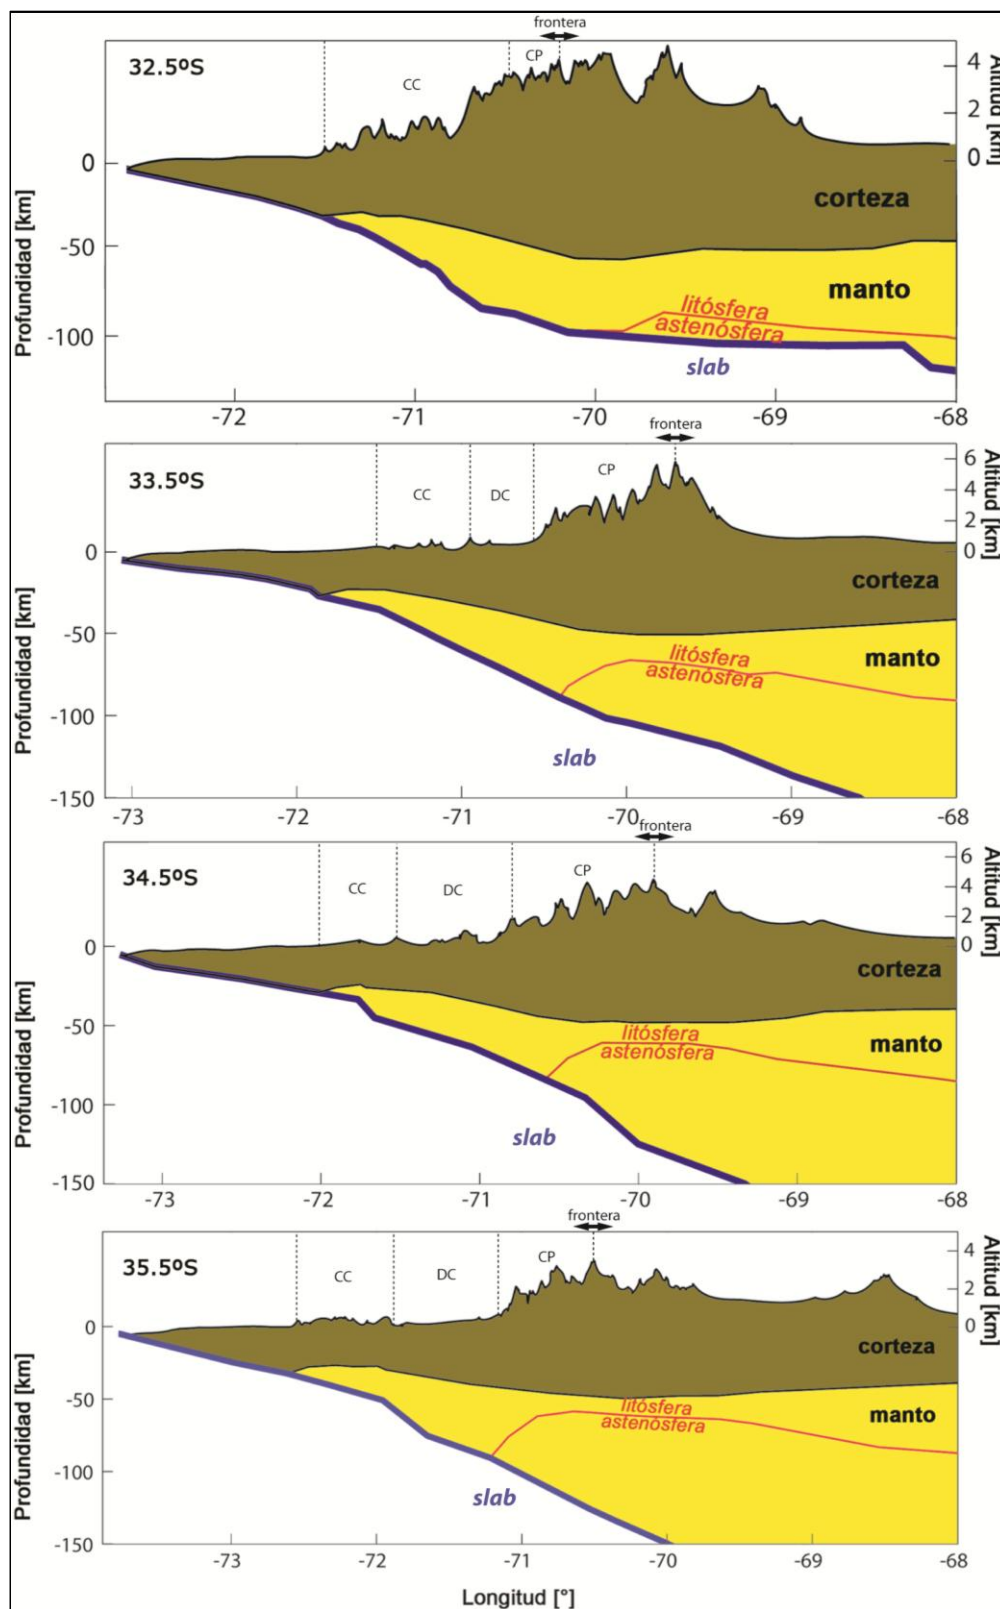 frontera
32.5ºS
CC
CP
4
2
0
Altitud [km]
0
-50
-100
Profundidad [km]
corteza
manto
litósfera
astenósfera
slab
-72
-71
-70
-69
-68
frontera
33.5ºS
CC
DC
CP
6
4
2
0
Altitud [km]
0
-50
-100
-150
Profundidad [km]
corteza
manto
litósfera
astenósfera
slab
-73
-72
-71
-70
-69
-68
frontera
34.5ºS
CC
DC
CP
6
4
2
0
Altitud [km]
0
-50
-100
-150
Profundidad [km]
corteza
manto
litósfera
astenósfera
slab
-73
-72
-71
-70
-69
-68
frontera
35.5ºS
CC
DC
CP
4
2
0
Altitud [km]
0
-50
-100
-150
Profundidad [km]
corteza
manto
litósfera
astenósfera
slab
-73
-72
-71
-70
-69
-68
Longitud [°]